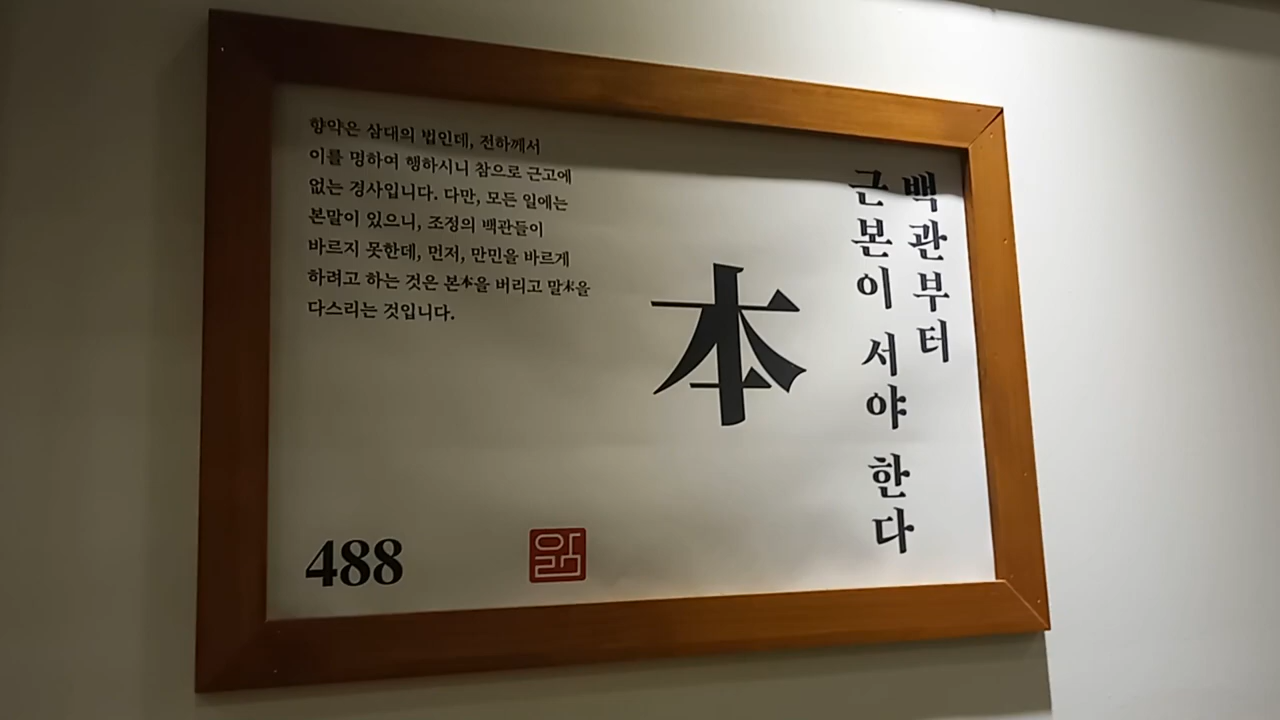 향약은 삼대의 법인데, 전하께서
이를 명하여 행하시니 참으로 근고에
없는 경사입니다. 다만, 모든 일에는
본말이 있으니, 조정의 백관들이
바르지 못한데, 먼저, 만민을 바르게
하려고 하는 것은 본本을 버리고 말末을
다스리는 것입니다.
本
백관부터
근본이 서야 한다
488
앎